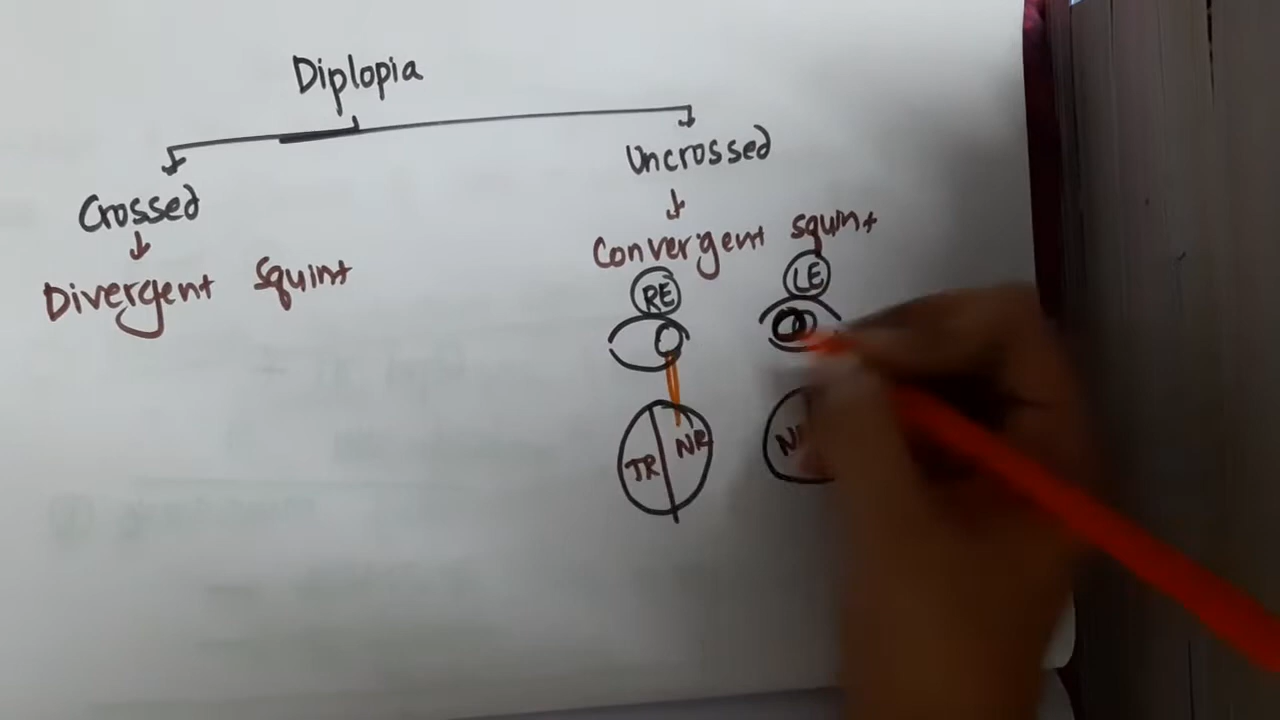 Diplopia
Crossed
Uncrossed
Divergent Squint
Convergent squint
RE
LE
TR NR